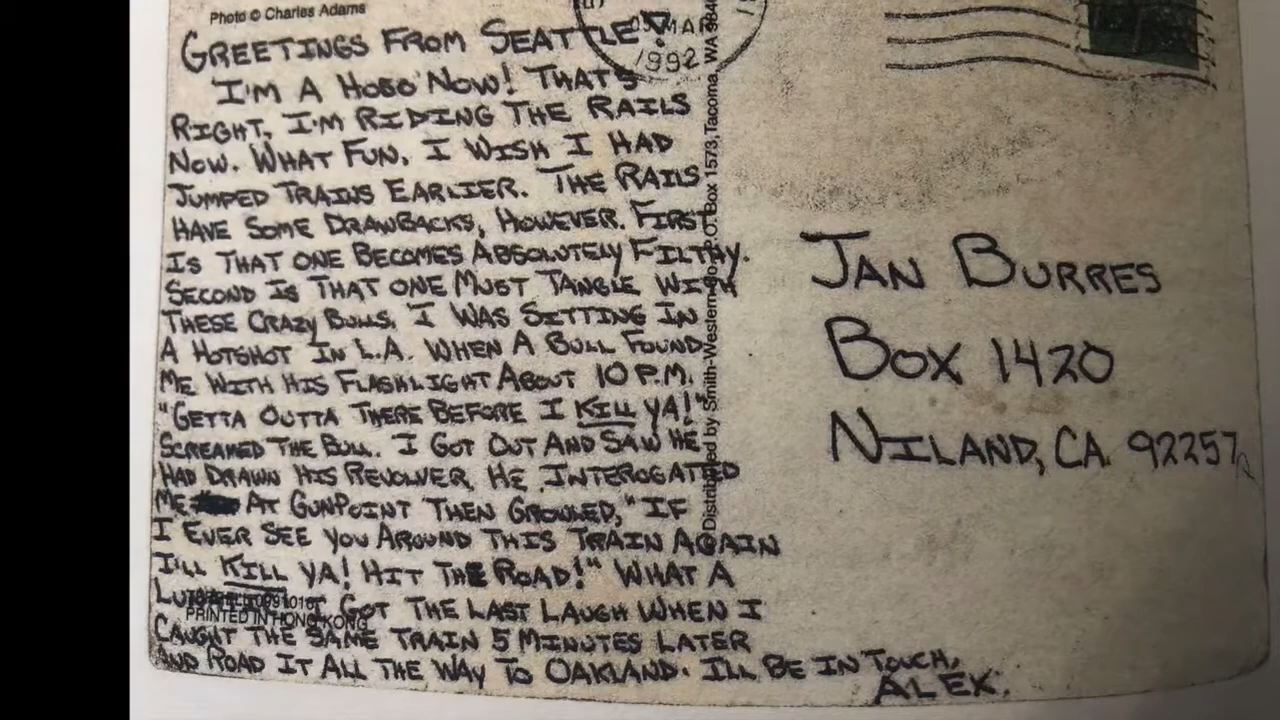 Photo © Charles Adams
MAR
1992
GREETINGS FROM SEATTLE!
I'M A HOBO NOW! THAT'S
RIGHT, I'M RIDING THE RAILS
NOW. WHAT FUN, I WISH I HAD
JUMPED TRAINS EARLIER. THE RAILS
HAVE SOME DRAWBACKS, HOWEVER. FIRST
IS THAT ONE BECOMES ABSOLUTELY FILTHY.
SECOND IS THAT ONE MUST TANGLE WITH
THESE CRAZY BULLS. I WAS SITTING IN
A HOTSHOT IN L.A. WHEN A BULL FOUND
ME WITH HIS FLASHLIGHT ABOUT 10 P.M.
"GETTA OUTTA THERE BEFORE I KILL YA!"
SCREAMED THE BULL. I GOT OUT AND SAW HE
HAD DRAWN HIS REVOLVER. HE INTEROGATED
ME AT GUNPOINT THEN GROWLED, "IF
I EVER SEE YOU AROUND THIS TRAIN AGAIN
I'LL KILL YA! HIT THE ROAD!" WHAT A
GOT THE LAST LAUGH WHEN I
CAUGHT THE SAME TRAIN 5 MINUTES LATER
AND ROAD IT ALL THE WAY TO OAKLAND. I'LL BE IN TOUCH,
ALEX.
PRINTED IN HONG KONG
Distributed by Smith-Western Co. P.O. Box 1573, Tacoma, WA
JAN BURRES
BOX 1420
NILAND, CA. 92257